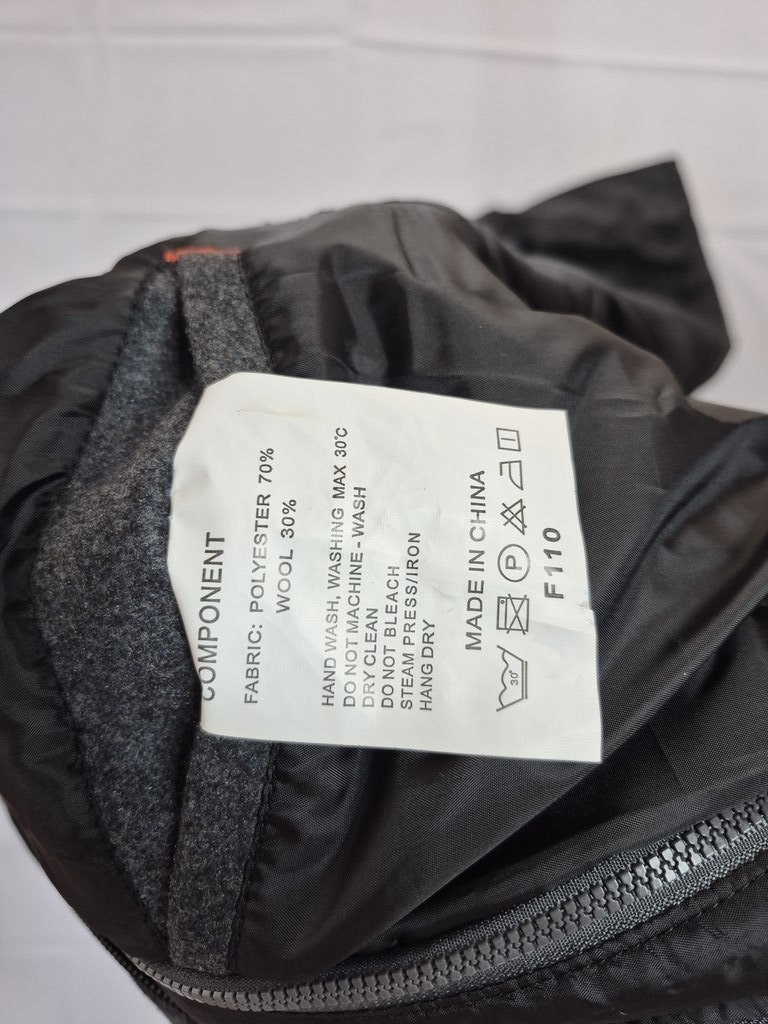 COMPONENT
FABRIC: POLYESTER 70%
WOOL 30%
HAND WASH, WASHING MAX 30℃
DO NOT MACHINE - WASH
DRY CLEAN
DO NOT BLEACH
STEAM PRESS/IRON
HANG DRY
MADE IN CHINA
30° P
F110